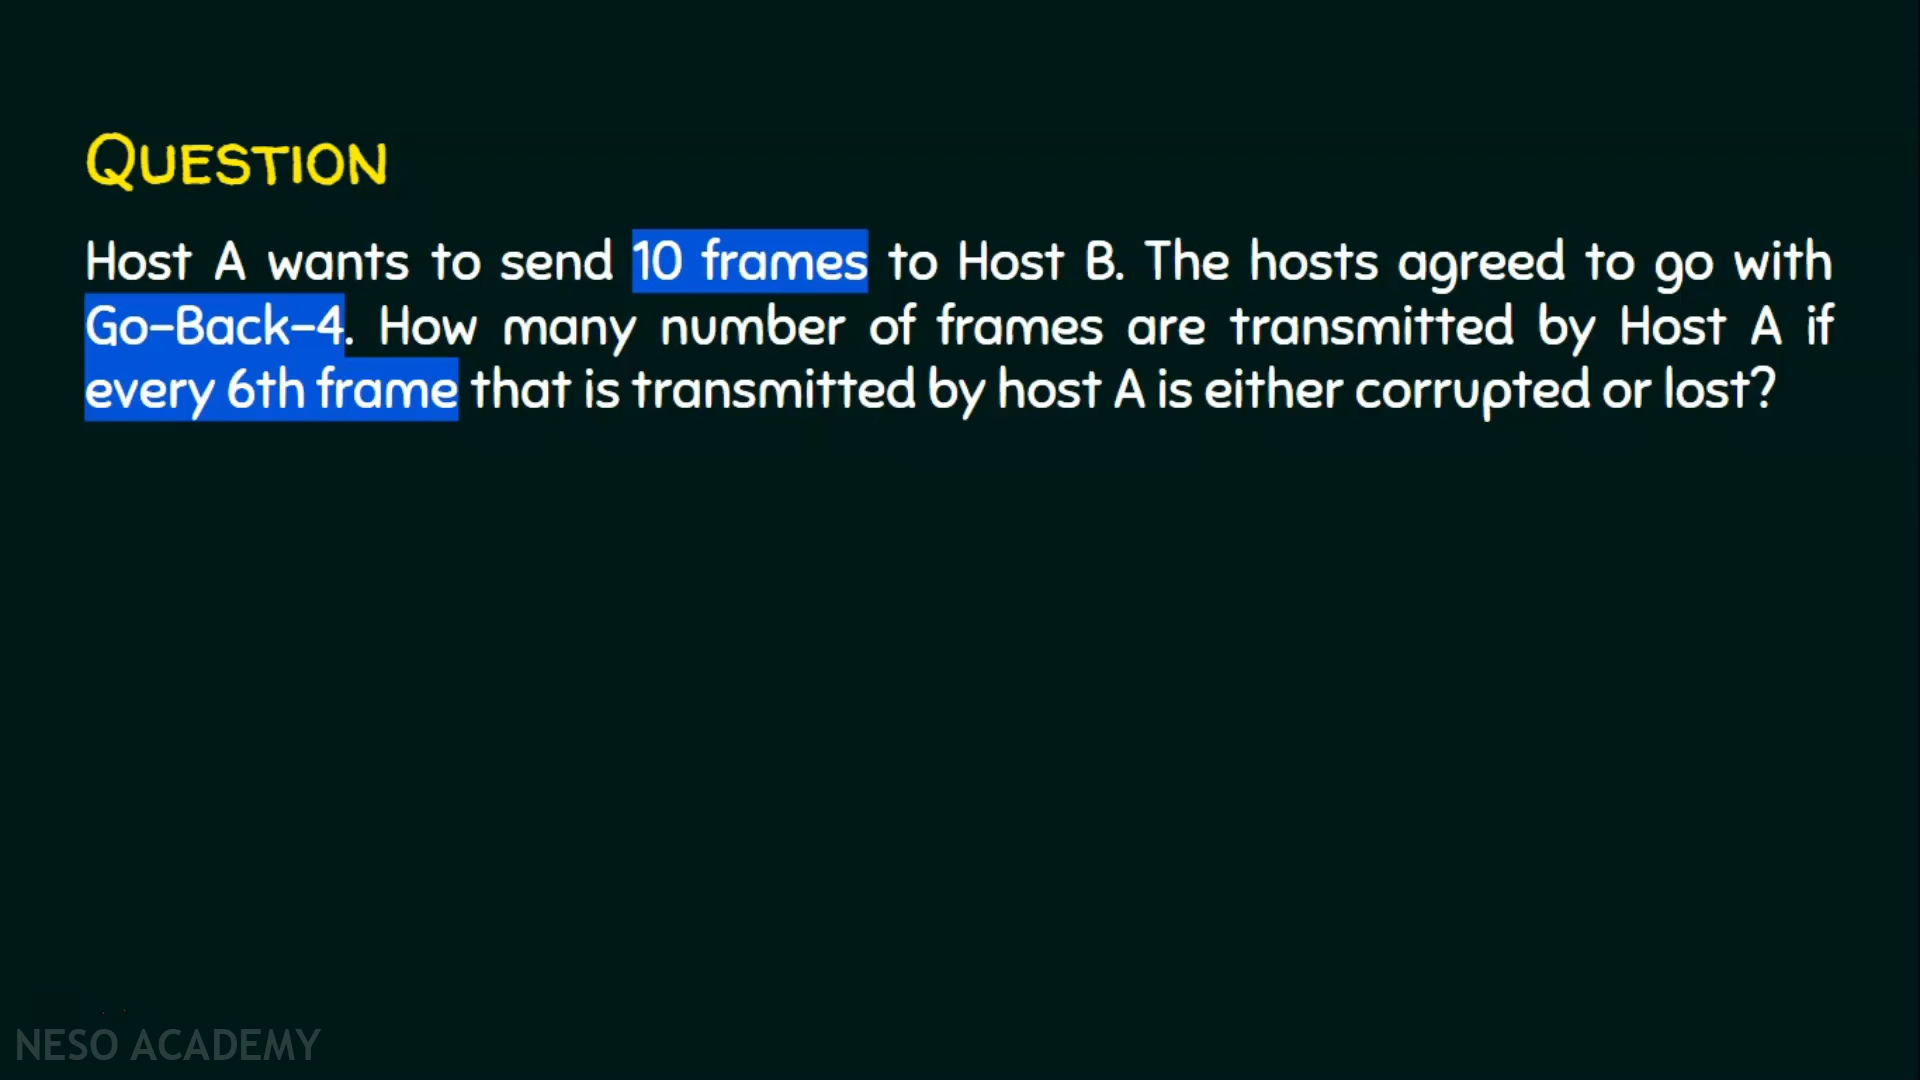 QUESTION
Host A wants to send 10 frames to Host B. The hosts agreed to go with
Go-Back-4. How many number of frames are transmitted by Host A if
every 6th frame that is transmitted by host A is either corrupted or lost?
NESO ACADEMY